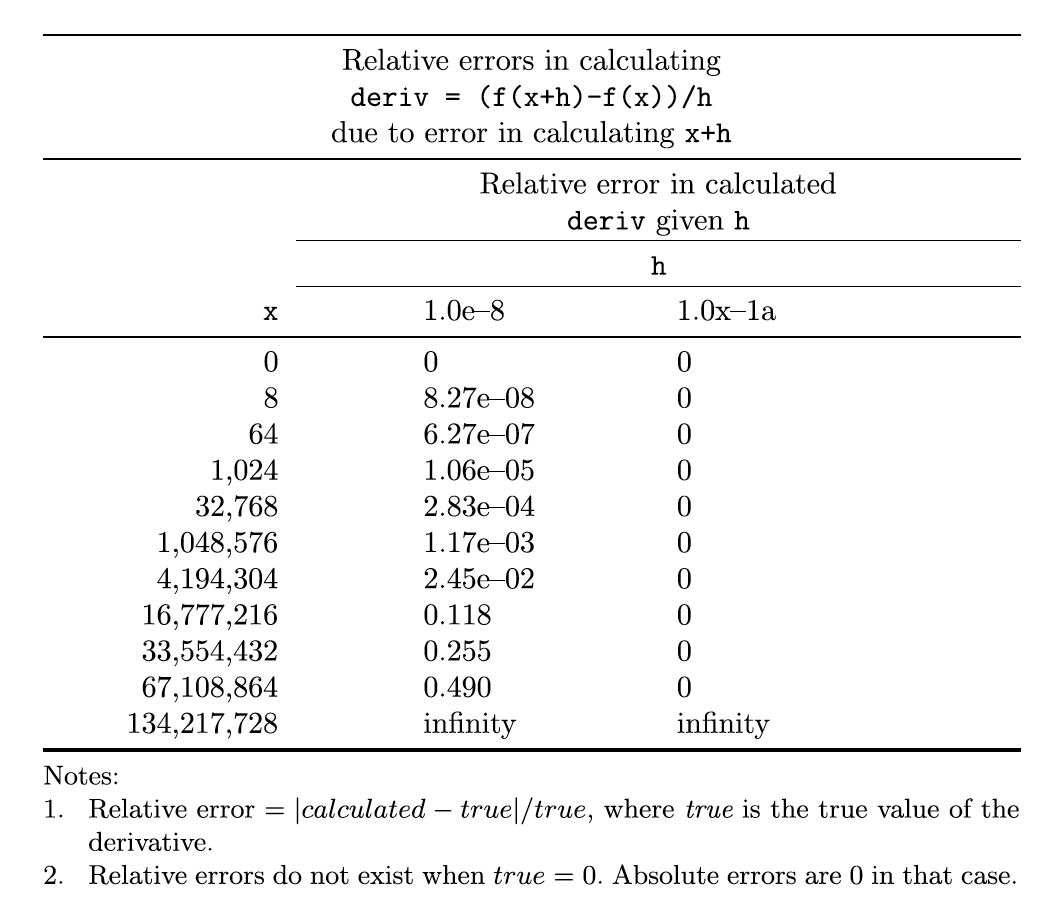 Relative errors in calculating
deriv = (f(x+h)-f(x))/h
due to error in calculating x+h
Relative error in calculated
deriv given h
h
x 1.0e–8 1.0x–1a
0 0 0
8 8.27e–08 0
64 6.27e–07 0
1,024 1.06e–05 0
32,768 2.83e–04 0
1,048,576 1.17e–03 0
4,194,304 2.45e–02 0
16,777,216 0.118 0
33,554,432 0.255 0
67,108,864 0.490 0
134,217,728 infinity infinity
Notes:
1. Relative error = |calculated − true|/true, where true is the true value of the
derivative.
2. Relative errors do not exist when true = 0. Absolute errors are 0 in that case.